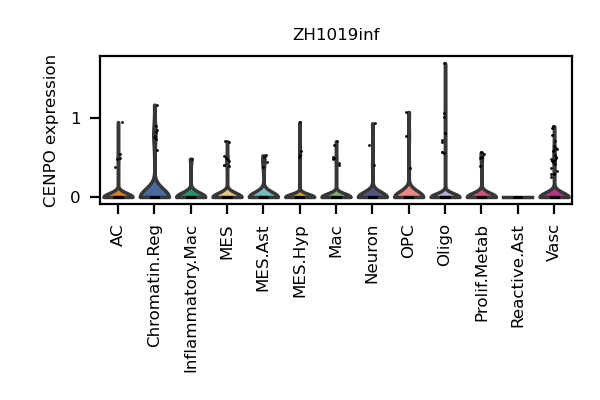 ZH1019inf
CENPO expression
1
0
AC
Chromatin.Reg
Inflammatory.Mac
MES
MES.Ast
MES.Hyp
Mac
Neuron
OPC
Oligo
Prolif.Metab
Reactive.Ast
Vasc